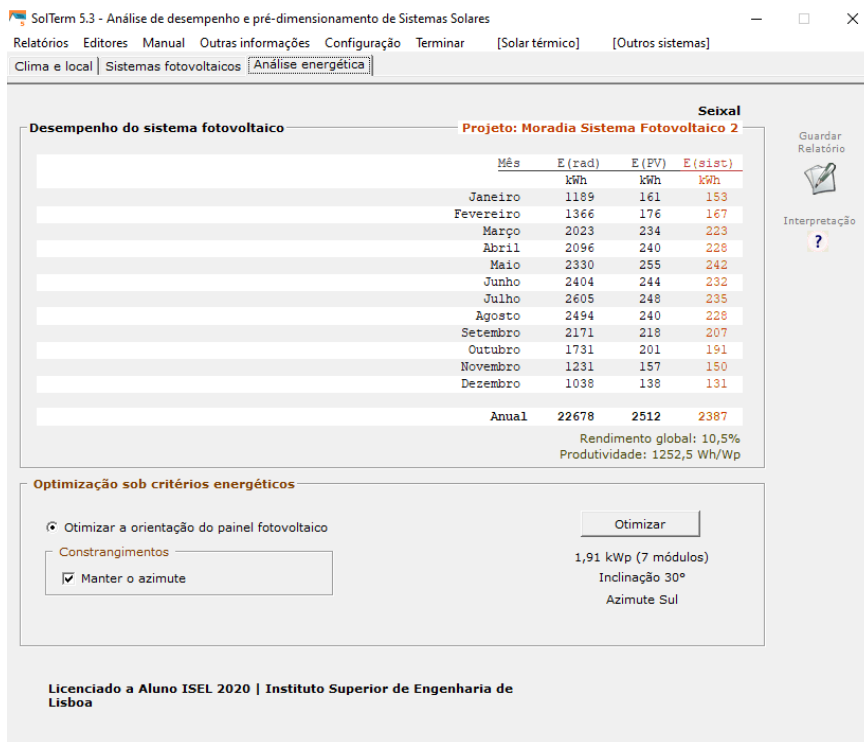 SolTerm 5.3 - Análise de desempenho e pré-dimensionamento de Sistemas Solares
Relatórios Editores Manual Outras informações Configuração Terminar [Solar térmico] [Outros sistemas]
Clima e local Sistemas fotovoltaicos Análise energética
Seixal
Desempenho do sistema fotovoltaico Projeto: Moradia Sistema Fotovoltaico 2
Guardar
Relatório
Interpretação
?
Mês E(rad) E(PV) E(sist)
kWh kWh kWh
Janeiro 1189 161 153
Fevereiro 1366 176 167
Março 2023 234 223
Abril 2096 240 228
Maio 2330 255 242
Junho 2404 244 232
Julho 2605 248 235
Agosto 2494 240 228
Setembro 2171 218 207
Outubro 1731 201 191
Novembro 1231 157 150
Dezembro 1038 138 131
Anual 22678 2512 2387
Rendimento global: 10,5%
Produtividade: 1252,5 Wh/Wp
Optimização sob critérios energéticos
Otimizar a orientação do painel fotovoltaico
Otimizar
Constrangimentos
Manter o azimute
1,91 kWp (7 módulos)
Inclinação 30°
Azimute Sul
Licenciado a Aluno ISEL 2020 | Instituto Superior de Engenharia de
Lisboa